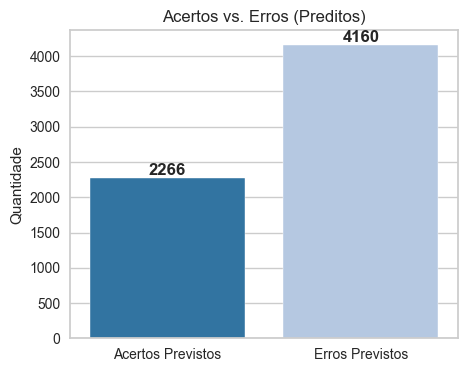 Acertos vs. Erros (Preditos)
4160
4000
3500
3000
2500
2266
2000
1500
1000
500
0
Quantidade
Acertos Previstos
Erros Previstos